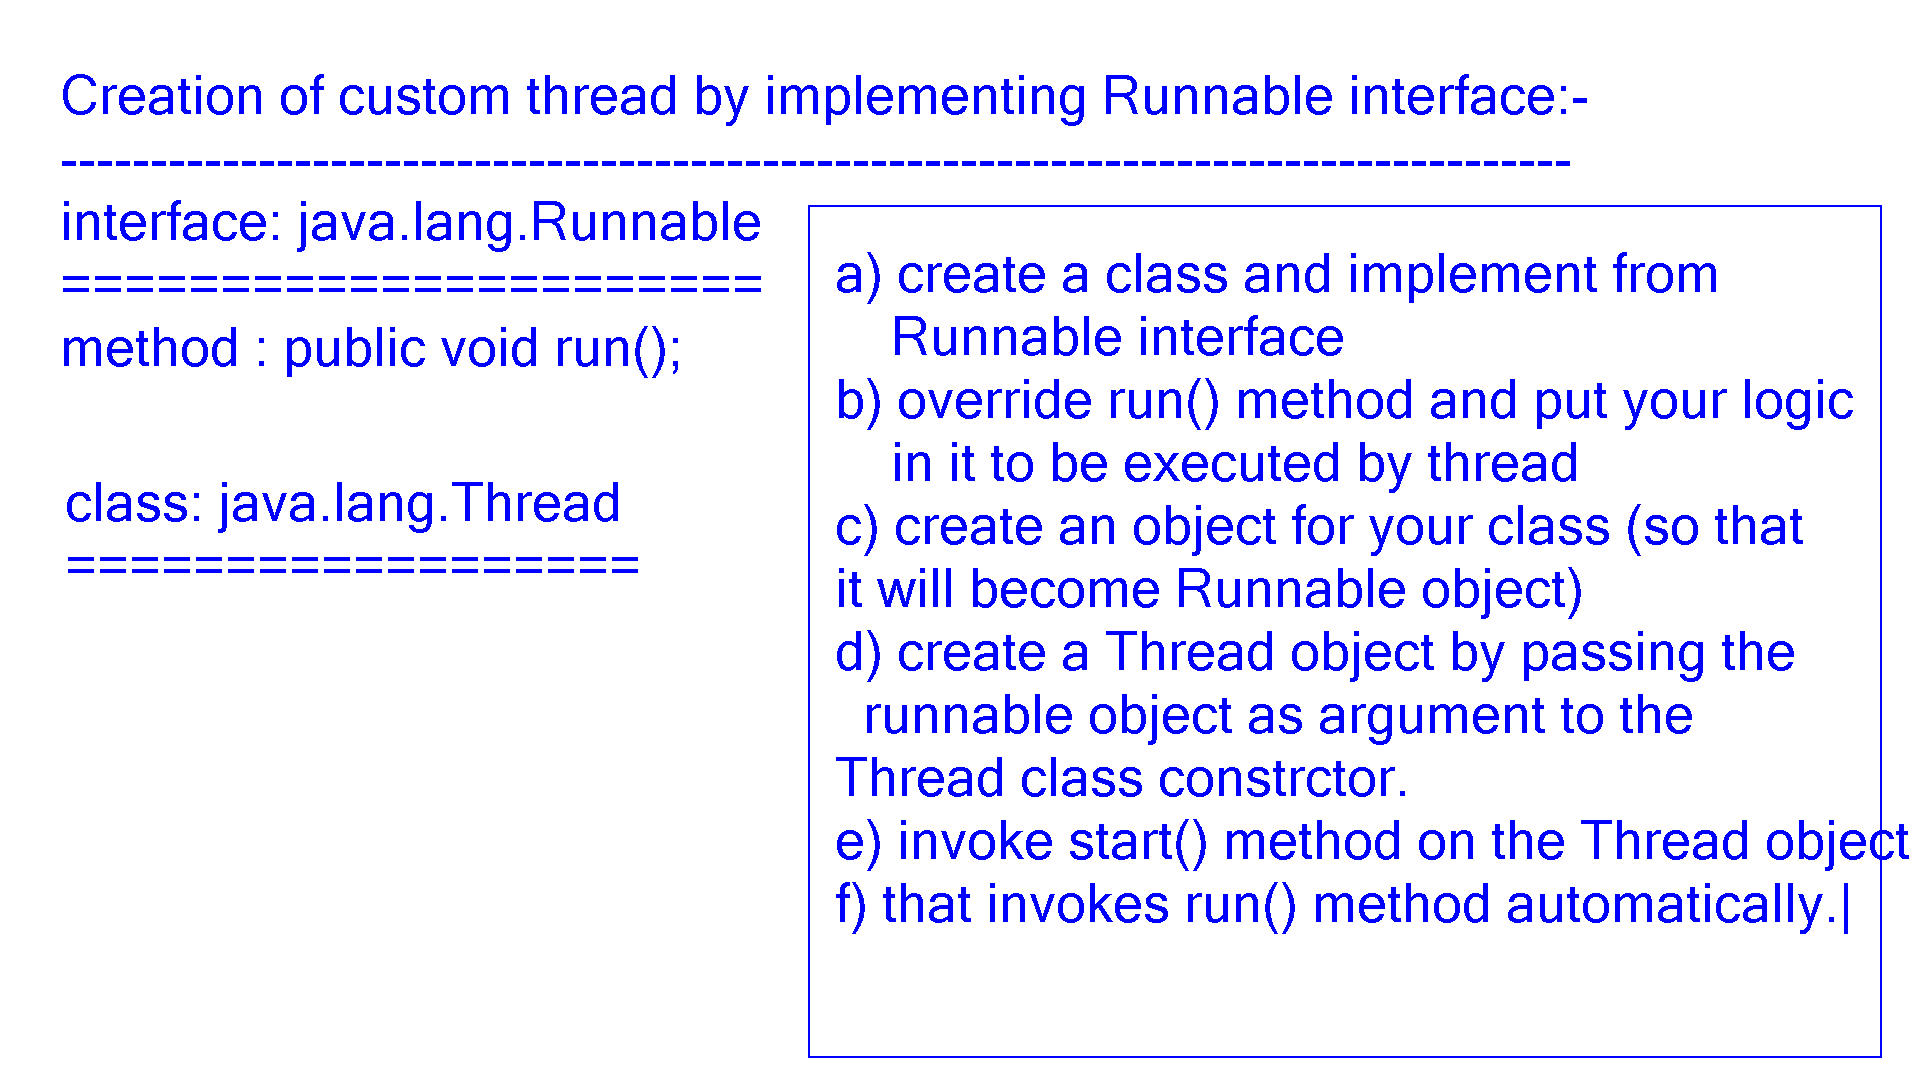 Creation of custom thread by implementing Runnable interface:-
------------------------------------------------------------------------------------
interface: java.lang.Runnable
======================
method : public void run();
class: java.lang.Thread
==================
a) create a class and implement from
Runnable interface
b) override run() method and put your logic
in it to be executed by thread
c) create an object for your class (so that
it will become Runnable object)
d) create a Thread object by passing the
runnable object as argument to the
Thread class constrctor.
e) invoke start() method on the Thread object
f) that invokes run() method automatically.